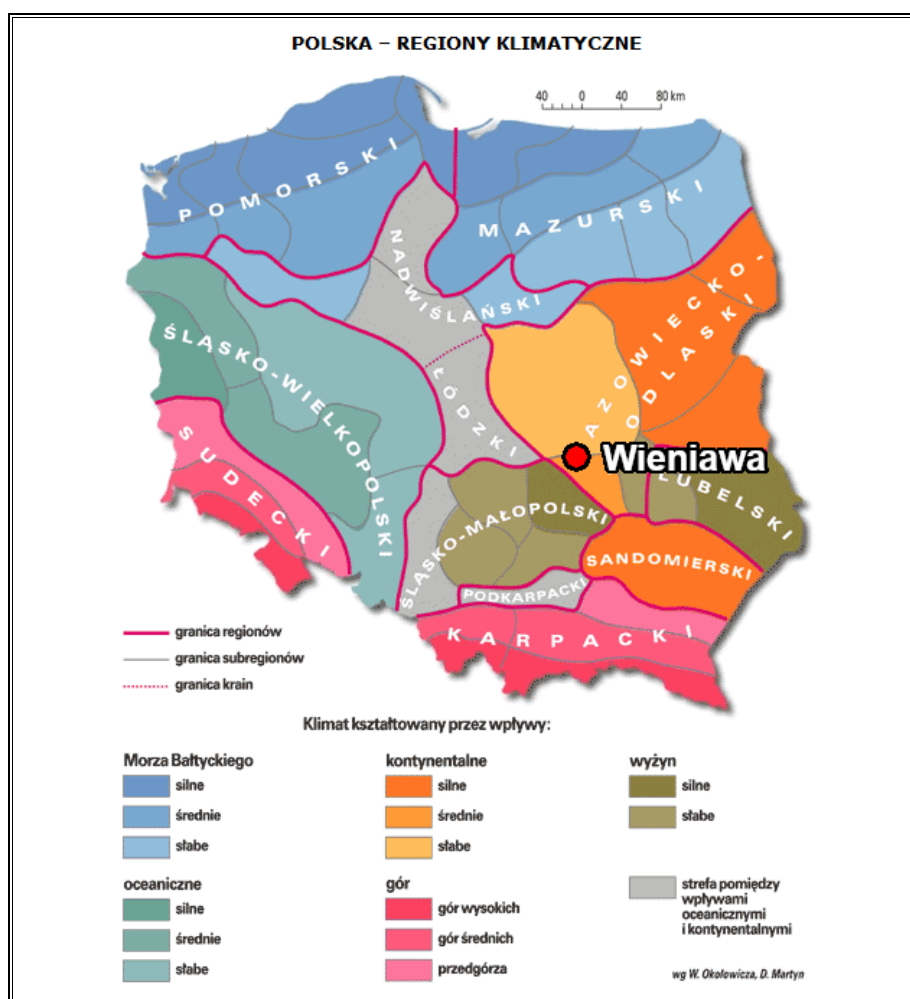 POLSKA – REGIONY KLIMATYCZNE
40 0 40 80 km
POMORSKI
MAZURSKI
NADWIŚLAŃSKI
AZOWIECKO-
ODLASKI
ŚLĄSKO-WIELKOPOLSKI
ŁÓDZKI
Wieniawa
LUBELSKI
SUDECKI
ŚLĄSKO-MAŁOPOLSKI
SANDOMIERSKI
PODKARPACKI
KARPACKI
granica regionów
granica subregionów
granica krain
Klimat kształtowany przez wpływy:
Morza Bałtyckiego
silne
średnie
słabe
kontynentalne
silne
średnie
słabe
wyżyn
silne
słabe
oceaniczne
silne
średnie
słabe
gór
gór wysokich
gór średnich
przedgórza
strefa pomiędzy
wpływami
oceanicznymi
i kontynentalnymi
wg W. Okołowicza, D. Martyn